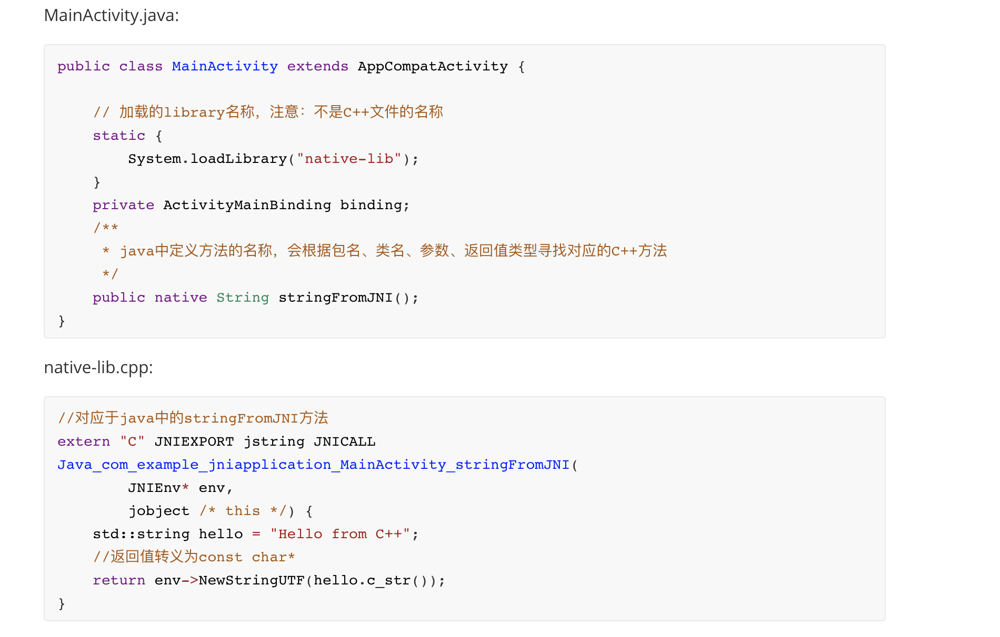 MainActivity.java:
public class MainActivity extends AppCompatActivity {
    // 加载的library名称，注意：不是C++文件的名称
    static {
        System.loadLibrary("native-lib");
    }
    private ActivityMainBinding binding;
    /**
     * java中定义方法的名称，会根据包名、类名、参数、返回值类型寻找对应的C++方法
     */
    public native String stringFromJNI();
}
native-lib.cpp:
//对应于java中的stringFromJNI方法
extern "C" JNIEXPORT jstring JNICALL
Java_com_example_jniapplication_MainActivity_stringFromJNI(
        JNIEnv* env,
        jobject /* this */) {
    std::string hello = "Hello from C++";
    //返回值转义为const char*
    return env->NewStringUTF(hello.c_str());
}